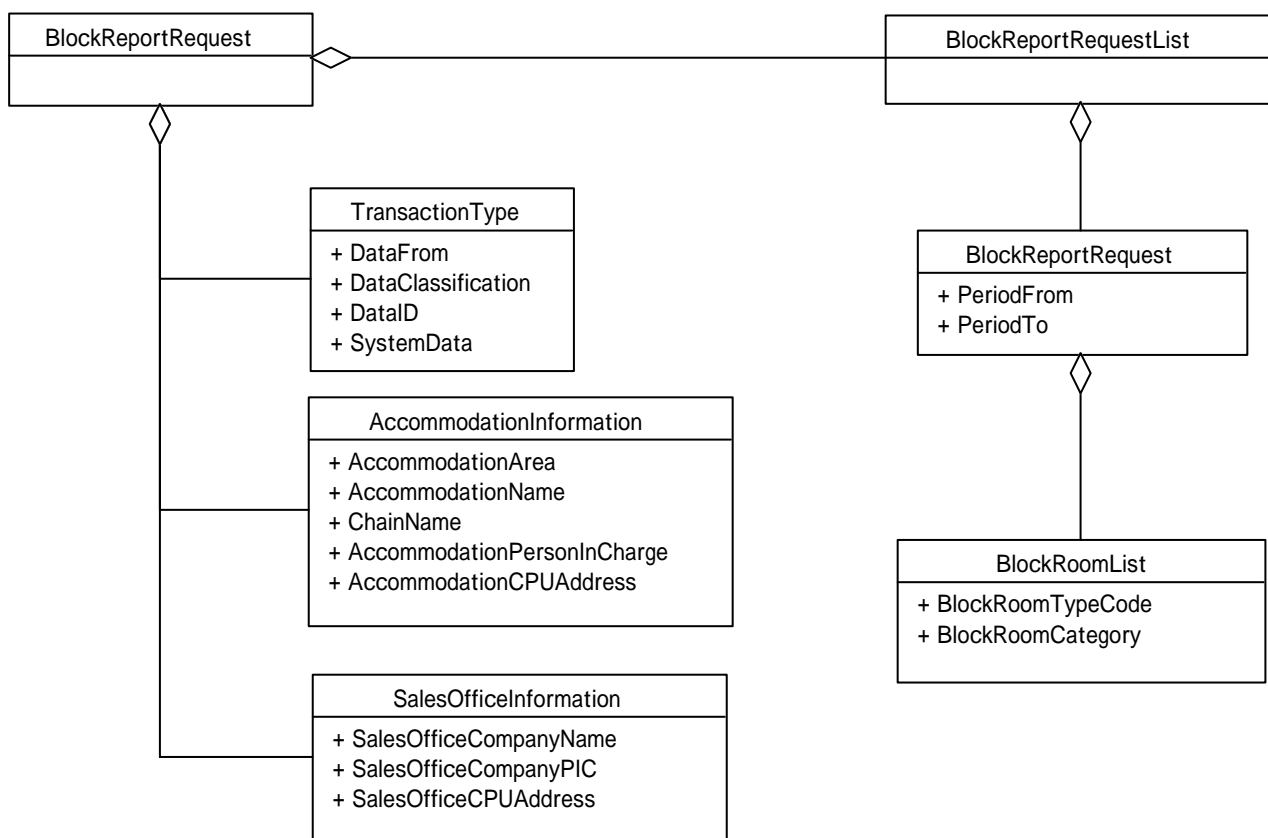 BlockReportRequest
BlockReportRequestList
TransactionType
+ DataFrom
+ DataClassification
+ DataID
+ SystemData
BlockReportRequest
+ PeriodFrom
+ PeriodTo
AccommodationInformation
+ AccommodationArea
+ AccommodationName
+ ChainName
+ AccommodationPersonInCharge
+ AccommodationCPUAddress
BlockRoomList
+ BlockRoomTypeCode
+ BlockRoomCategory
SalesOfficeInformation
+ SalesOfficeCompanyName
+ SalesOfficeCompanyPIC
+ SalesOfficeCPUAddress